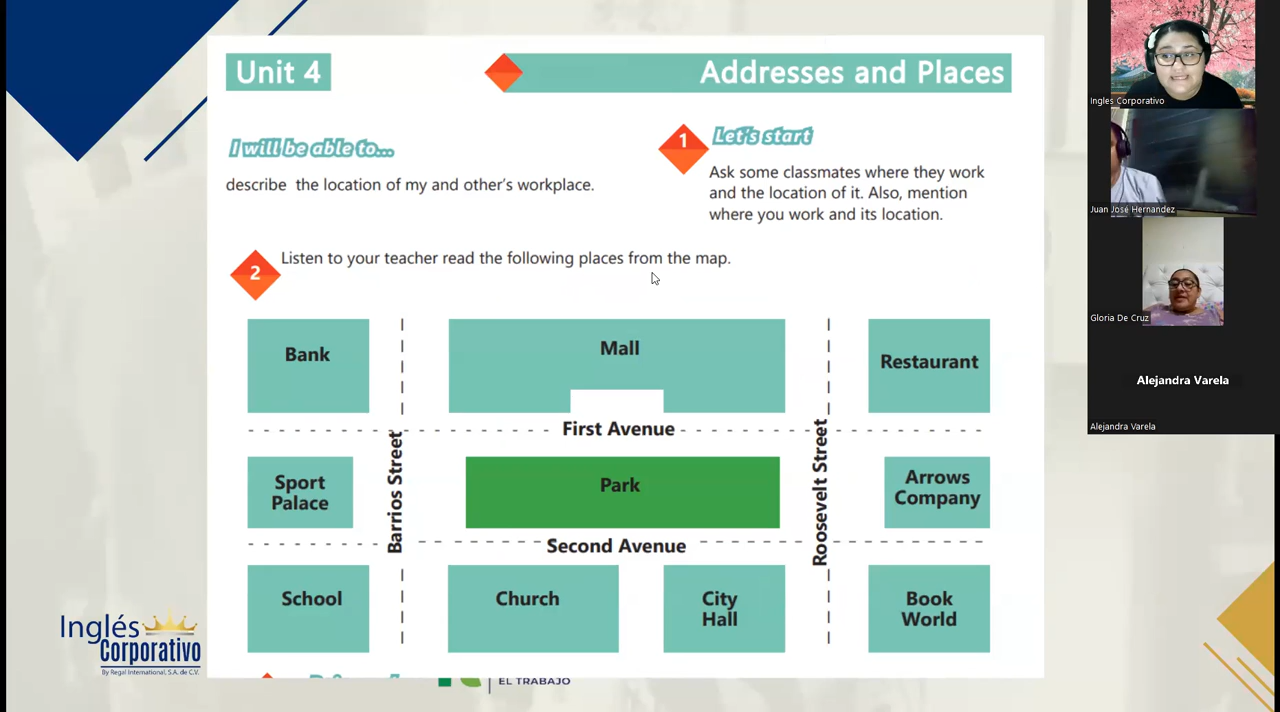 Unit 4
Addresses and Places
I will be able to...
describe the location of my and other's workplace.
1
Let's start
Ask some classmates where they work
and the location of it. Also, mention
where you work and its location.
2
Listen to your teacher read the following places from the map.
Bank
Mall
Restaurant
First Avenue
Barrios Street
Roosevelt Street
Sport
Palace
Park
Arrows
Company
Second Avenue
School
Church
City
Hall
Book
World
Inglés
Corporativo
By Regal International, S.A. de C.V.
EL TRABAJO
Ingles Corporativo
Juan José Hernandez
Gloria De Cruz
Alejandra Varela
Alejandra Varela